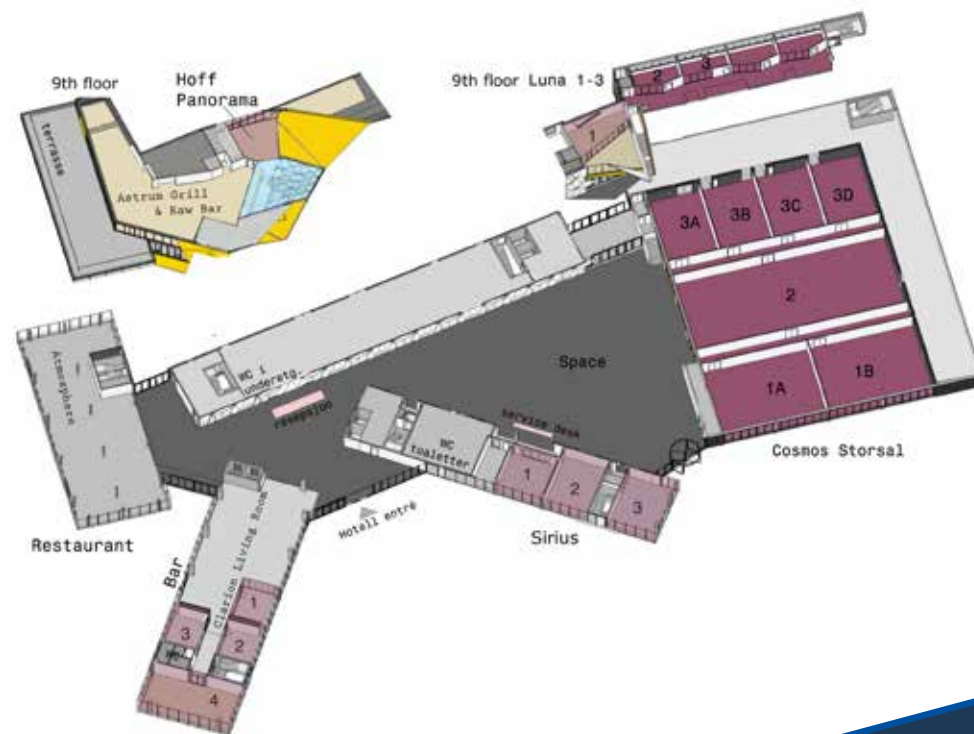 9th floor
Hoff
Panorama
terrasse
Astrum Grill
& Raw Bar
9th floor Luna 1-3
2
3
1
3A
3B
3C
3D
2
1A
1B
Cosmos Storsal
Space
WC i
underetg.
resepsjon
Atmosphere
Restaurant
service desk
WC
toaletter
1
2
3
Sirius
Hotell entré
Bar
Clarion Living Room
1
2
3
WC
4